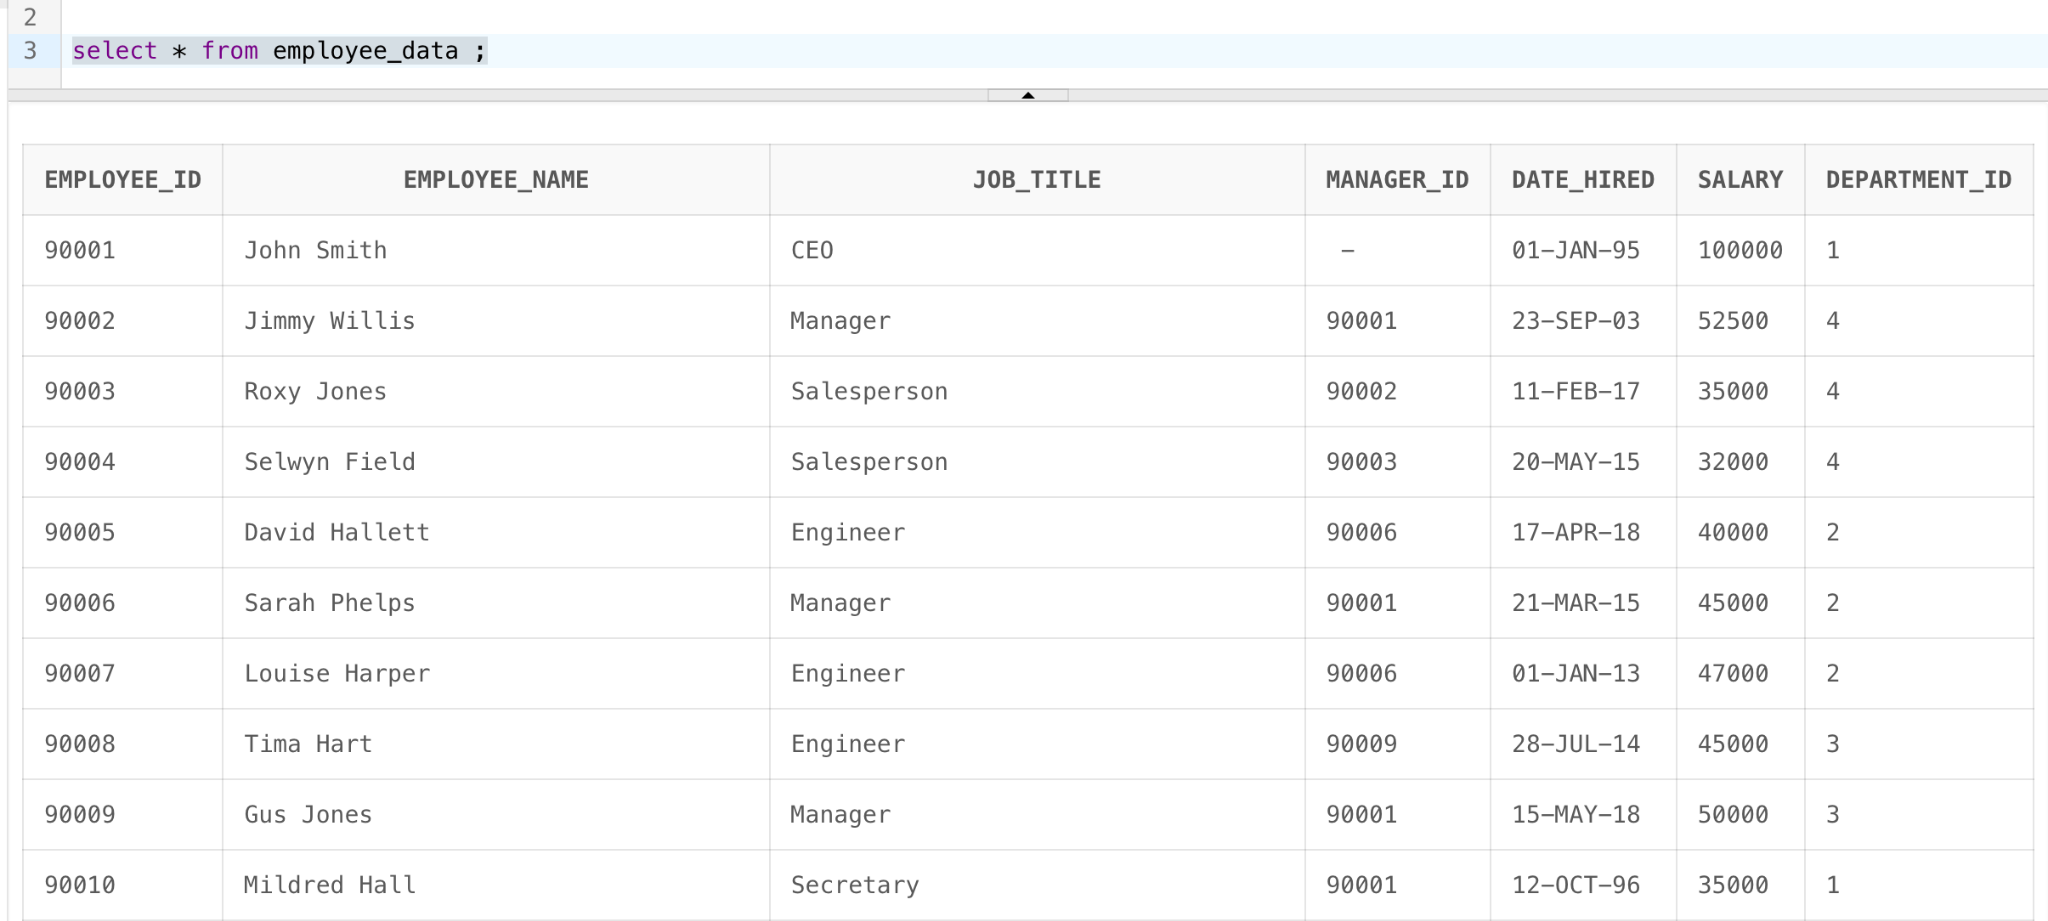 2
3 select * from employee_data ;
EMPLOYEE_ID EMPLOYEE_NAME JOB_TITLE MANAGER_ID DATE_HIRED SALARY DEPARTMENT_ID
90001 John Smith CEO - 01-JAN-95 100000 1
90002 Jimmy Willis Manager 90001 23-SEP-03 52500 4
90003 Roxy Jones Salesperson 90002 11-FEB-17 35000 4
90004 Selwyn Field Salesperson 90003 20-MAY-15 32000 4
90005 David Hallett Engineer 90006 17-APR-18 40000 2
90006 Sarah Phelps Manager 90001 21-MAR-15 45000 2
90007 Louise Harper Engineer 90006 01-JAN-13 47000 2
90008 Tima Hart Engineer 90009 28-JUL-14 45000 3
90009 Gus Jones Manager 90001 15-MAY-18 50000 3
90010 Mildred Hall Secretary 90001 12-OCT-96 35000 1